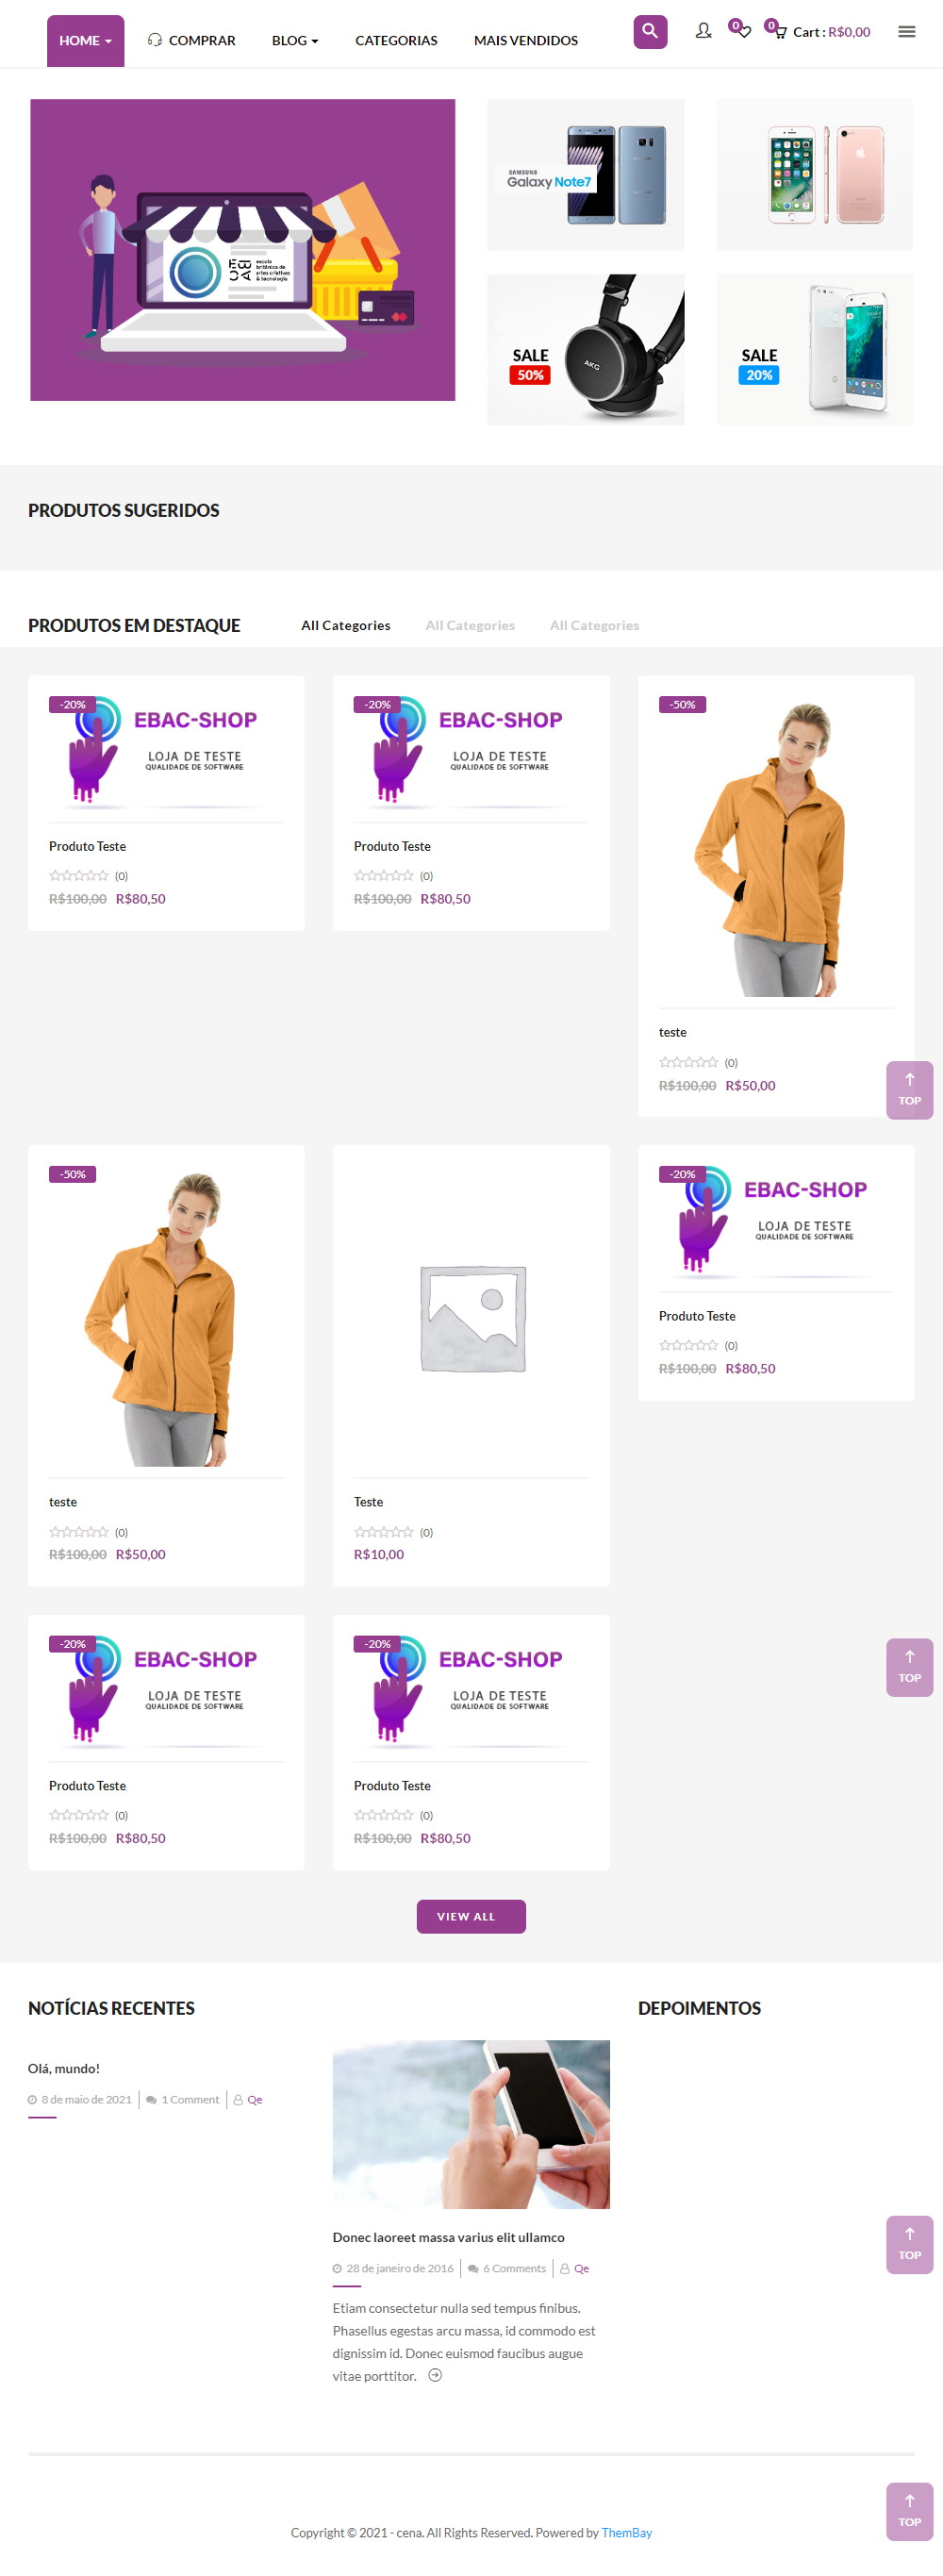 HOME
COMPRAR
BLOG
CATEGORIAS
MAIS VENDIDOS
0
0
Cart : R$0,00
EBAC
escola
britânica de
artes criativas
& tecnologia
SAMSUNG
Galaxy Note7
SALE
50%
AKG
SALE
20%
PRODUTOS SUGERIDOS
PRODUTOS EM DESTAQUE
All Categories
All Categories
All Categories
-20%
EBAC-SHOP
LOJA DE TESTE
QUALIDADE DE SOFTWARE
Produto Teste
(0)
R$100,00 R$80,50
-20%
EBAC-SHOP
LOJA DE TESTE
QUALIDADE DE SOFTWARE
Produto Teste
(0)
R$100,00 R$80,50
-50%
teste
(0)
R$100,00 R$50,00
TOP
-50%
teste
(0)
R$100,00 R$50,00
Teste
(0)
R$10,00
-20%
EBAC-SHOP
LOJA DE TESTE
QUALIDADE DE SOFTWARE
Produto Teste
(0)
R$100,00 R$80,50
TOP
-20%
EBAC-SHOP
LOJA DE TESTE
QUALIDADE DE SOFTWARE
Produto Teste
(0)
R$100,00 R$80,50
-20%
EBAC-SHOP
LOJA DE TESTE
QUALIDADE DE SOFTWARE
Produto Teste
(0)
R$100,00 R$80,50
VIEW ALL
NOTÍCIAS RECENTES
Olá, mundo!
8 de maio de 2021
1 Comment
Qe
Donec laoreet massa varius elit ullamco
28 de janeiro de 2016
6 Comments
Qe
Etiam consectetur nulla sed tempus finibus.
Phasellus egestas arcu massa, id commodo est
dignissim id. Donec euismod faucibus augue
vitae porttitor.
DEPOIMENTOS
TOP
TOP
Copyright © 2021 - cena. All Rights Reserved. Powered by ThemBay